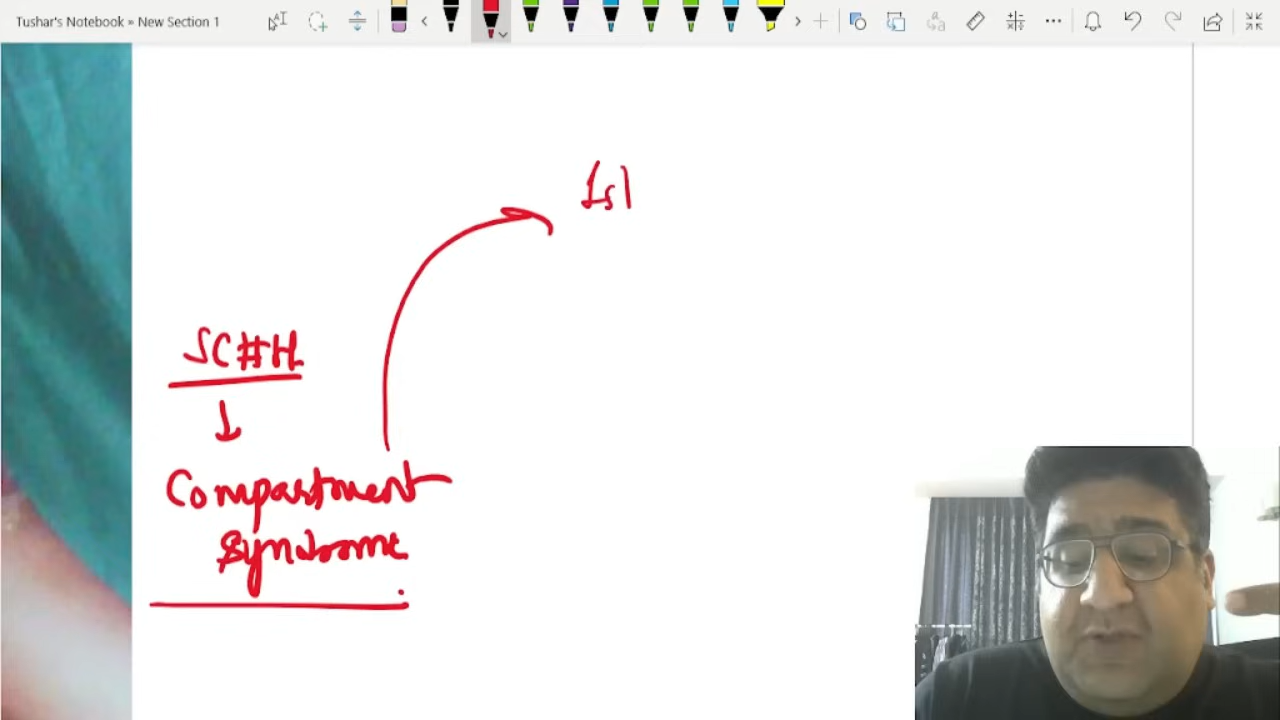 Tushar's Notebook » New Section 1
SC#H
↓
Compartment
Syndrome